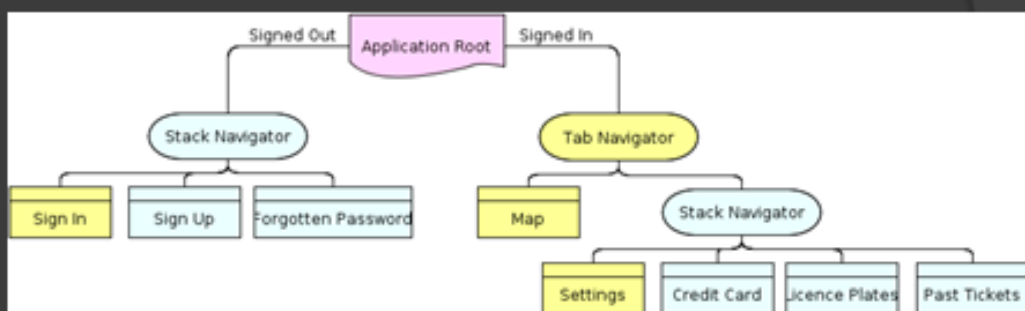 Signed Out
Application Root
Signed In
Stack Navigator
Tab Navigator
Sign In
Sign Up
Forgotten Password
Map
Stack Navigator
Settings
Credit Card
Licence Plates
Past Tickets